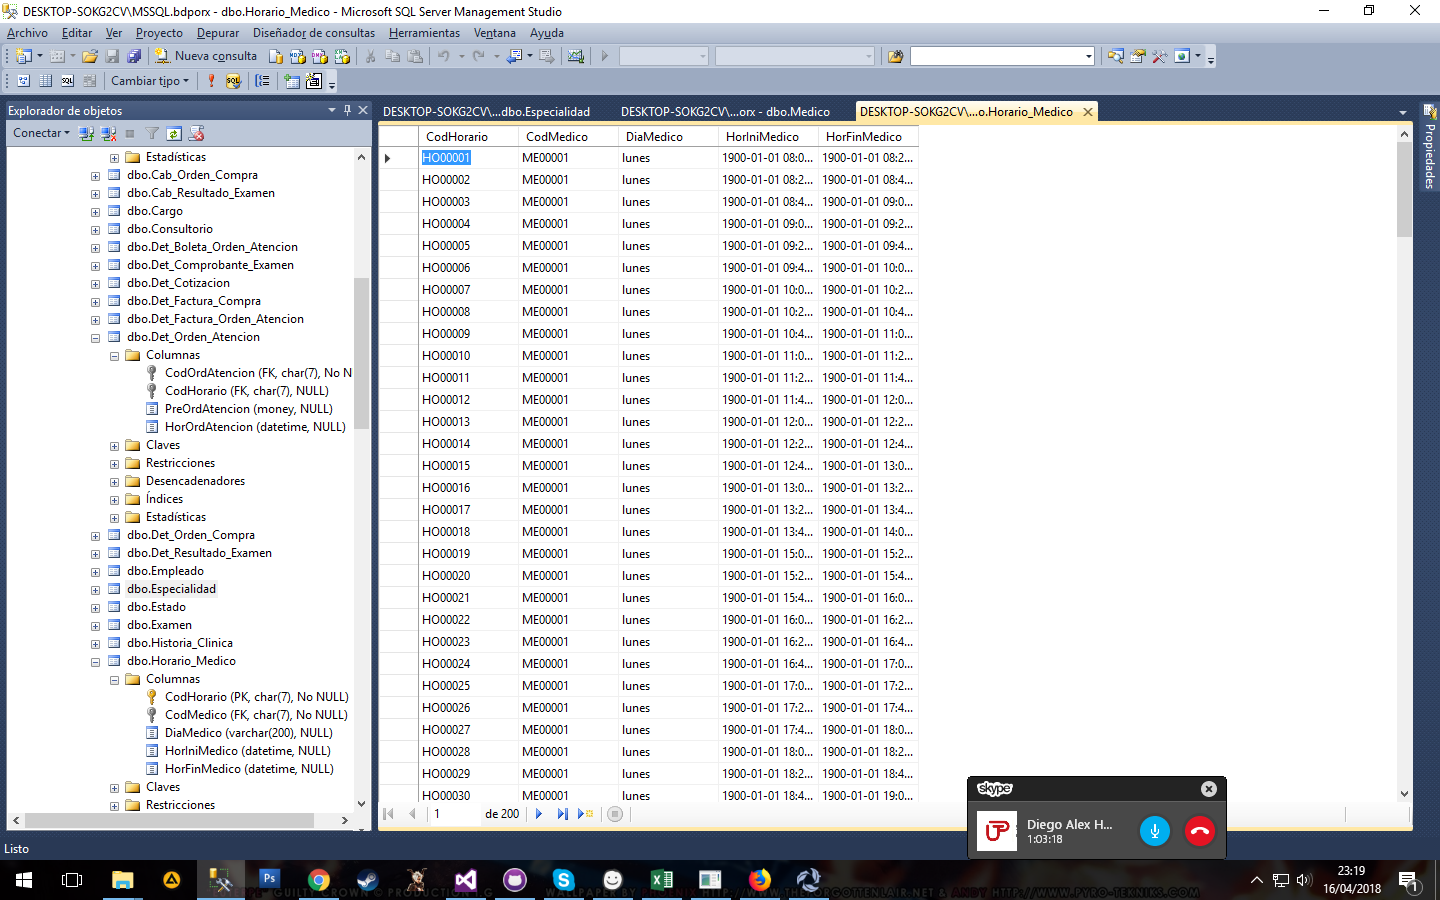 DESKTOP-SOKG2CV\MSSQL.bdporx - dbo.Horario_Medico - Microsoft SQL Server Management Studio
Archivo Editar Ver Proyecto Depurar Diseñador de consultas Herramientas Ventana Ayuda
Nueva consulta
Cambiar tipo
Explorador de objetos
Conectar
Estadísticas
dbo.Cab_Orden_Compra
dbo.Cab_Resultado_Examen
dbo.Cargo
dbo.Consultorio
dbo.Det_Boleta_Orden_Atencion
dbo.Det_Comprobante_Examen
dbo.Det_Cotizacion
dbo.Det_Factura_Compra
dbo.Det_Factura_Orden_Atencion
dbo.Det_Orden_Atencion
Columnas
CodOrdAtencion (FK, char(7), No N
CodHorario (FK, char(7), NULL)
PreOrdAtencion (money, NULL)
HorOrdAtencion (datetime, NULL)
Claves
Restricciones
Desencadenadores
Índices
Estadísticas
dbo.Det_Orden_Compra
dbo.Det_Resultado_Examen
dbo.Empleado
dbo.Especialidad
dbo.Estado
dbo.Examen
dbo.Historia_Clinica
dbo.Horario_Medico
Columnas
CodHorario (PK, char(7), No NULL)
CodMedico (FK, char(7), No NULL)
DiaMedico (varchar(200), NULL)
HorIniMedico (datetime, NULL)
HorFinMedico (datetime, NULL)
Claves
Restricciones
DESKTOP-SOKG2CV\...dbo.Especialidad DESKTOP-SOKG2CV\...orx - dbo.Medico DESKTOP-SOKG2CV\...o.Horario_Medico
CodHorario CodMedico DiaMedico HorIniMedico HorFinMedico
HO00001 ME00001 lunes 1900-01-01 08:0... 1900-01-01 08:2...
HO00002 ME00001 lunes 1900-01-01 08:2... 1900-01-01 08:4...
HO00003 ME00001 lunes 1900-01-01 08:4... 1900-01-01 09:0...
HO00004 ME00001 lunes 1900-01-01 09:0... 1900-01-01 09:2...
HO00005 ME00001 lunes 1900-01-01 09:2... 1900-01-01 09:4...
HO00006 ME00001 lunes 1900-01-01 09:4... 1900-01-01 10:0...
HO00007 ME00001 lunes 1900-01-01 10:0... 1900-01-01 10:2...
HO00008 ME00001 lunes 1900-01-01 10:2... 1900-01-01 10:4...
HO00009 ME00001 lunes 1900-01-01 10:4... 1900-01-01 11:0...
HO00010 ME00001 lunes 1900-01-01 11:0... 1900-01-01 11:2...
HO00011 ME00001 lunes 1900-01-01 11:2... 1900-01-01 11:4...
HO00012 ME00001 lunes 1900-01-01 11:4... 1900-01-01 12:0...
HO00013 ME00001 lunes 1900-01-01 12:0... 1900-01-01 12:2...
HO00014 ME00001 lunes 1900-01-01 12:2... 1900-01-01 12:4...
HO00015 ME00001 lunes 1900-01-01 12:4... 1900-01-01 13:0...
HO00016 ME00001 lunes 1900-01-01 13:0... 1900-01-01 13:2...
HO00017 ME00001 lunes 1900-01-01 13:2... 1900-01-01 13:4...
HO00018 ME00001 lunes 1900-01-01 13:4... 1900-01-01 14:0...
HO00019 ME00001 lunes 1900-01-01 15:0... 1900-01-01 15:2...
HO00020 ME00001 lunes 1900-01-01 15:2... 1900-01-01 15:4...
HO00021 ME00001 lunes 1900-01-01 15:4... 1900-01-01 16:0...
HO00022 ME00001 lunes 1900-01-01 16:0... 1900-01-01 16:2...
HO00023 ME00001 lunes 1900-01-01 16:2... 1900-01-01 16:4...
HO00024 ME00001 lunes 1900-01-01 16:4... 1900-01-01 17:0...
HO00025 ME00001 lunes 1900-01-01 17:0... 1900-01-01 17:2...
HO00026 ME00001 lunes 1900-01-01 17:2... 1900-01-01 17:4...
HO00027 ME00001 lunes 1900-01-01 17:4... 1900-01-01 18:0...
HO00028 ME00001 lunes 1900-01-01 18:0... 1900-01-01 18:2...
HO00029 ME00001 lunes 1900-01-01 18:2... 1900-01-01 18:4...
HO00030 ME00001 lunes 1900-01-01 18:4... 1900-01-01 19:0...
1 de 200
Propiedades
skype
Diego Alex H...
1:03:18
Listo
23:19
16/04/2018
1